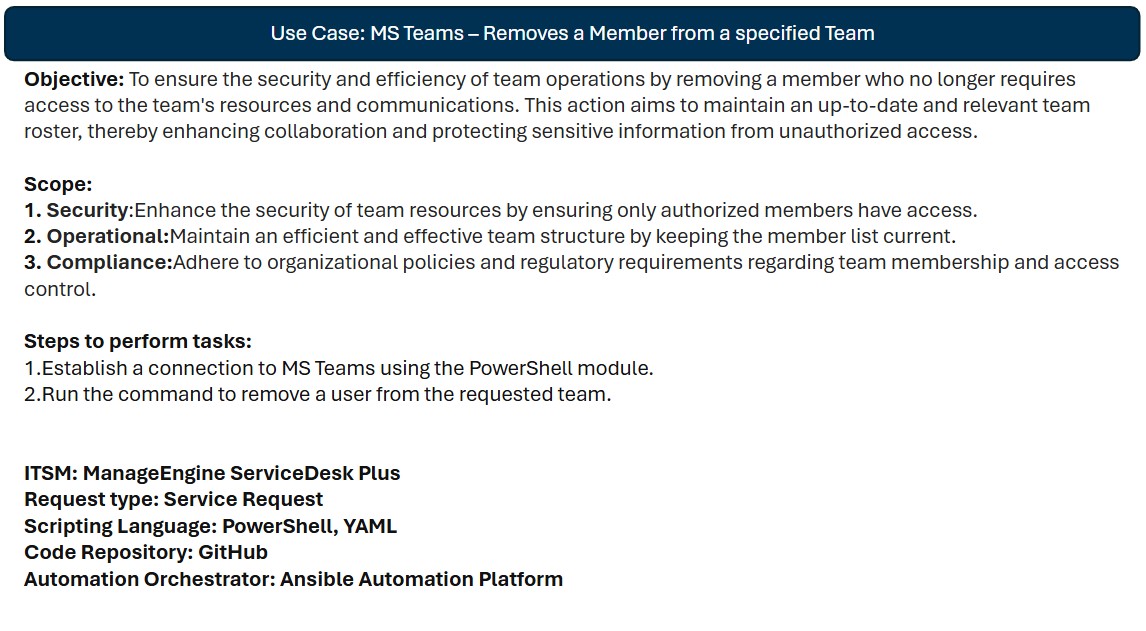 Use Case: MS Teams – Removes a Member from a specified Team
Objective: To ensure the security and efficiency of team operations by removing a member who no longer requires
access to the team's resources and communications. This action aims to maintain an up-to-date and relevant team
roster, thereby enhancing collaboration and protecting sensitive information from unauthorized access.
Scope:
1. Security:Enhance the security of team resources by ensuring only authorized members have access.
2. Operational:Maintain an efficient and effective team structure by keeping the member list current.
3. Compliance:Adhere to organizational policies and regulatory requirements regarding team membership and access
control.
Steps to perform tasks:
1.Establish a connection to MS Teams using the PowerShell module.
2.Run the command to remove a user from the requested team.
ITSM: ManageEngine ServiceDesk Plus
Request type: Service Request
Scripting Language: PowerShell, YAML
Code Repository: GitHub
Automation Orchestrator: Ansible Automation Platform